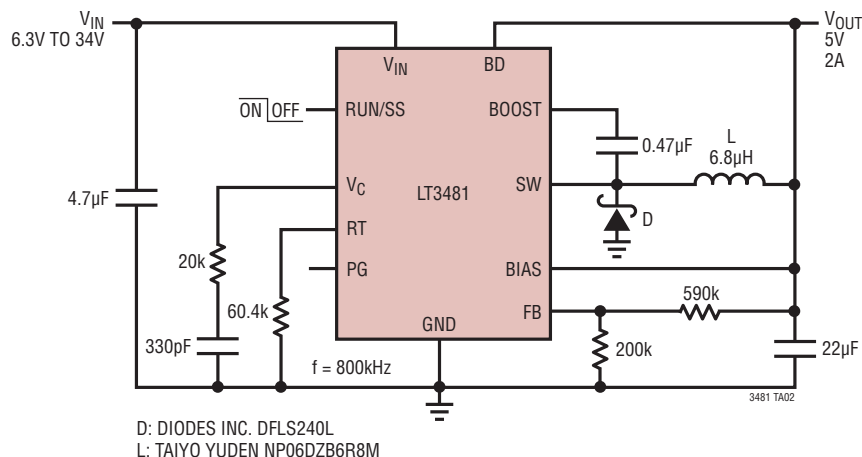 VIN
6.3V TO 34V
VOUT
5V
2A
VIN
BD
ON OFF
RUN/SS
BOOST
0.47µF
L
6.8µH
4.7µF
VC
LT3481
SW
D
RT
20k
PG
BIAS
60.4k
590k
FB
330pF
GND
200k
22µF
f = 800kHz
3481 TA02
D: DIODES INC. DFLS240L
L: TAIYO YUDEN NP06DZB6R8M